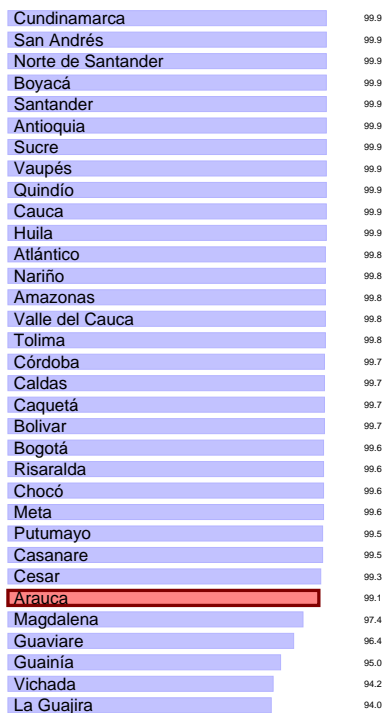 Cundinamarca 99.9
San Andrés 99.9
Norte de Santander 99.9
Boyacá 99.9
Santander 99.9
Antioquia 99.9
Sucre 99.9
Vaupés 99.9
Quindío 99.9
Cauca 99.9
Huila 99.9
Atlántico 99.8
Nariño 99.8
Amazonas 99.8
Valle del Cauca 99.8
Tolima 99.8
Córdoba 99.7
Caldas 99.7
Caquetá 99.7
Bolivar 99.7
Bogotá 99.6
Risaralda 99.6
Chocó 99.6
Meta 99.6
Putumayo 99.5
Casanare 99.5
Cesar 99.3
Arauca 99.1
Magdalena 97.4
Guaviare 96.4
Guainía 95.0
Vichada 94.2
La Guajira 94.0